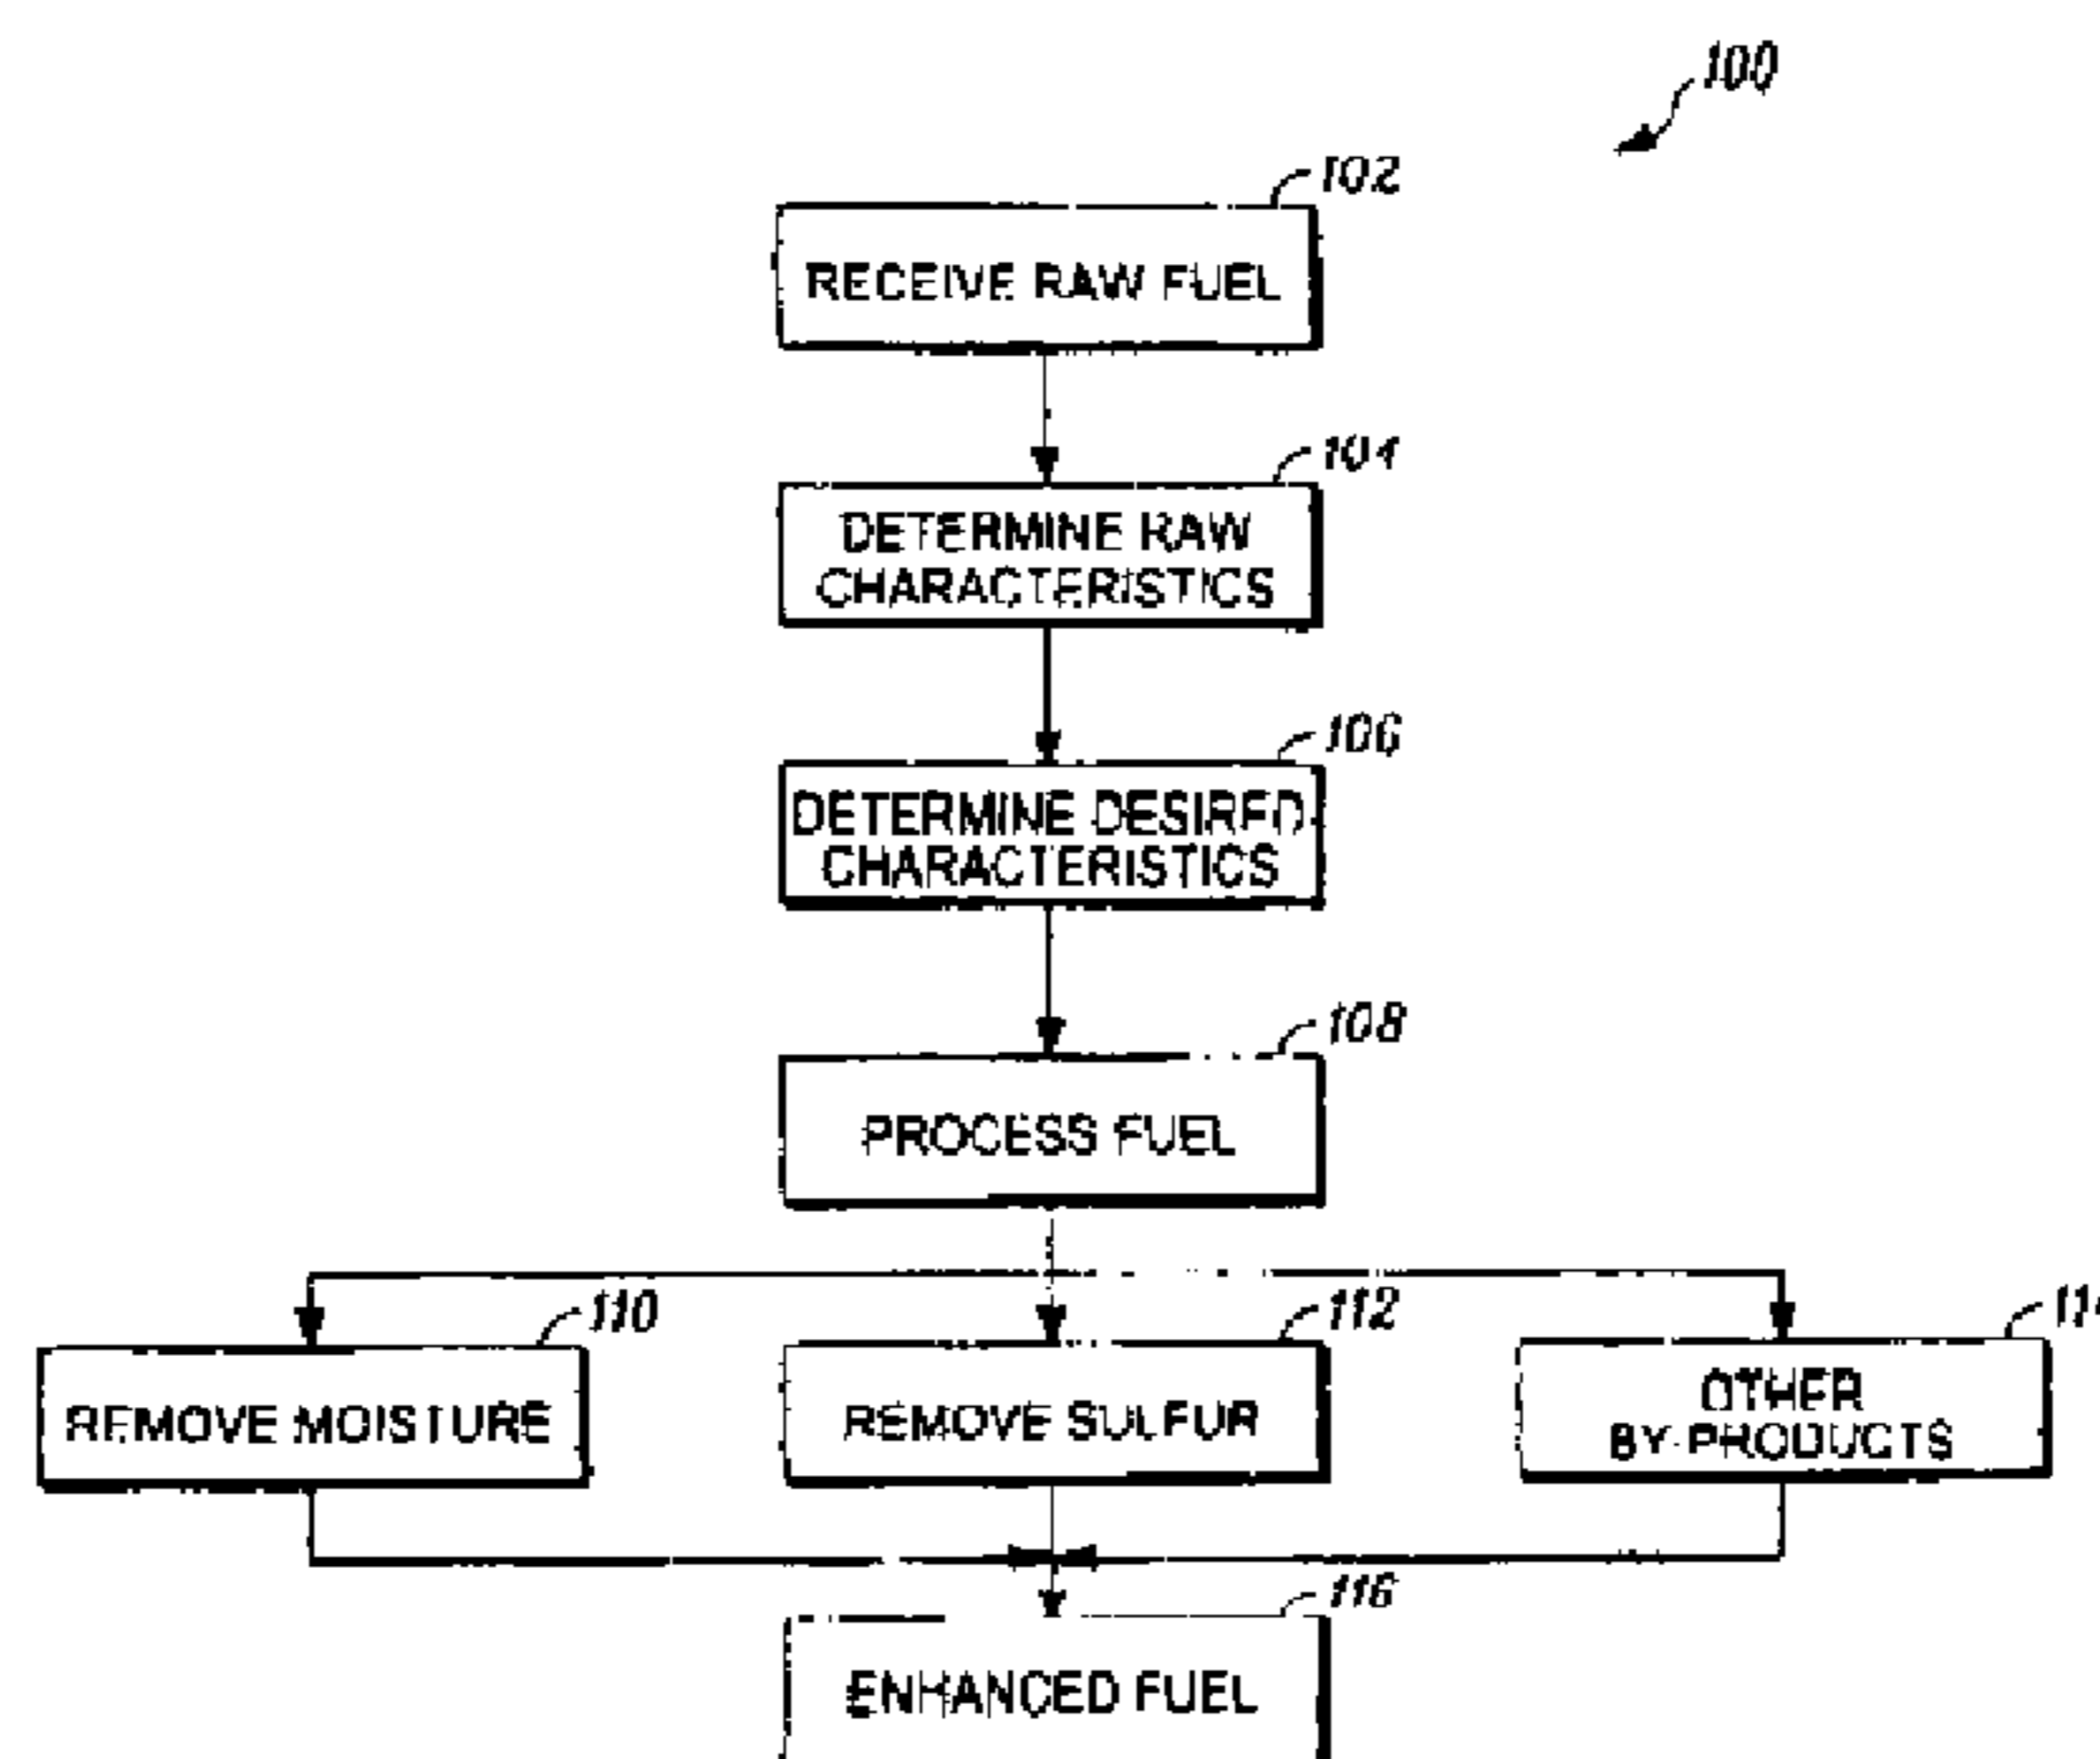 100
102
RECEIVE RAW FUEL
104
DETERMINE RAW
CHARACTERISTICS
106
DETERMINE DESIRED
CHARACTERISTICS
108
PROCESS FUEL
110
REMOVE MOISTURE
112
REMOVE SULFUR
OTHER
BY-PRODUCTS
116
ENHANCED FUEL